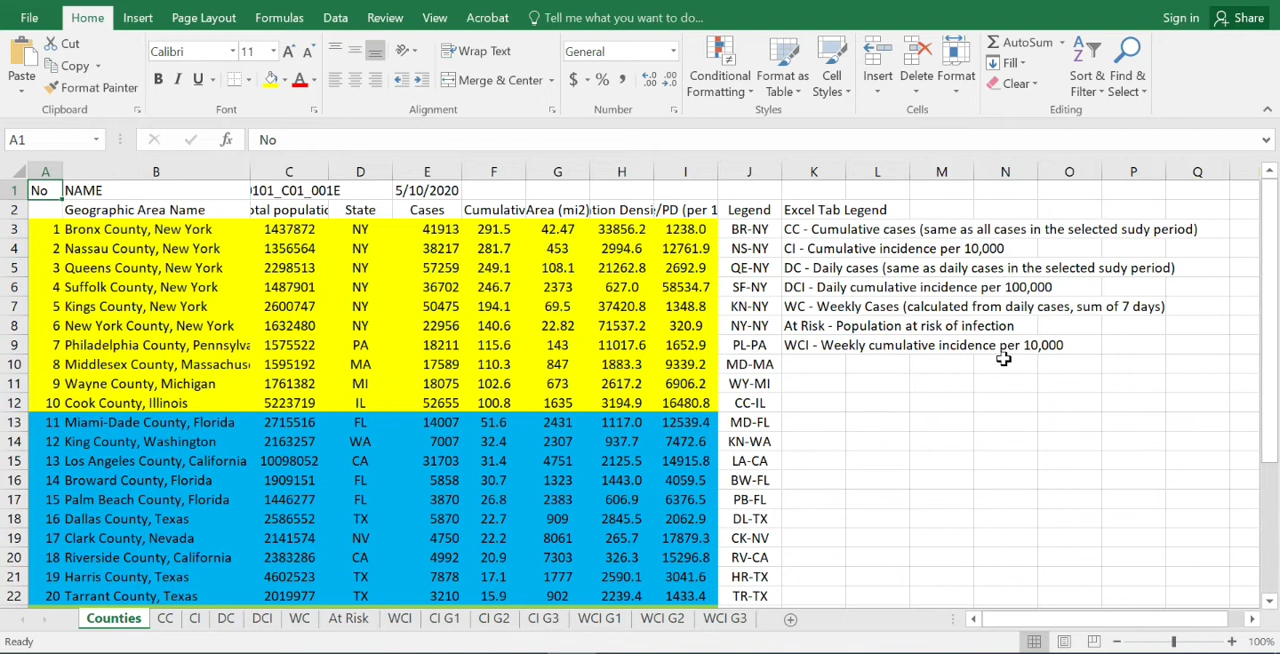 File Home Insert Page Layout Formulas Data Review View Acrobat Tell me what you want to do... Sign in Share
Paste Cut Copy Format Painter Clipboard
Calibri 11 B I U A Font
Wrap Text Merge & Center Alignment
General $ % , Number
Conditional Formatting Format as Table Cell Styles Styles
Insert Delete Format Cells
AutoSum Fill Clear Sort & Filter Find & Select Editing
A1 fx No
A B C D E F G H I J K L M N O P Q
1 No NAME 0101_C01_001E 5/10/2020
2 Geographic Area Name otal populatio State Cases Cumulativ Area (mi2) tion Densi /PD (per 1 Legend Excel Tab Legend
3 1 Bronx County, New York 1437872 NY 41913 291.5 42.47 33856.2 1238.0 BR-NY CC - Cumulative cases (same as all cases in the selected sudy period)
4 2 Nassau County, New York 1356564 NY 38217 281.7 453 2994.6 12761.9 NS-NY CI - Cumulative incidence per 10,000
5 3 Queens County, New York 2298513 NY 57259 249.1 108.1 21262.8 2692.9 QE-NY DC - Daily cases (same as daily cases in the selected sudy period)
6 4 Suffolk County, New York 1487901 NY 36702 246.7 2373 627.0 58534.7 SF-NY DCI - Daily cumulative incidence per 100,000
7 5 Kings County, New York 2600747 NY 50475 194.1 69.5 37420.8 1348.8 KN-NY WC - Weekly Cases (calculated from daily cases, sum of 7 days)
8 6 New York County, New York 1632480 NY 22956 140.6 22.82 71537.2 320.9 NY-NY At Risk - Population at risk of infection
9 7 Philadelphia County, Pennsylva 1575522 PA 18211 115.6 143 11017.6 1652.9 PL-PA WCI - Weekly cumulative incidence per 10,000
10 8 Middlesex County, Massachus 1595192 MA 17589 110.3 847 1883.3 9339.2 MD-MA
11 9 Wayne County, Michigan 1761382 MI 18075 102.6 673 2617.2 6906.2 WY-MI
12 10 Cook County, Illinois 5223719 IL 52655 100.8 1635 3194.9 16480.8 CC-IL
13 11 Miami-Dade County, Florida 2715516 FL 14007 51.6 2431 1117.0 12539.4 MD-FL
14 12 King County, Washington 2163257 WA 7007 32.4 2307 937.7 7472.6 KN-WA
15 13 Los Angeles County, California 10098052 CA 31703 31.4 4751 2125.5 14915.8 LA-CA
16 14 Broward County, Florida 1909151 FL 5858 30.7 1323 1443.0 4059.5 BW-FL
17 15 Palm Beach County, Florida 1446277 FL 3870 26.8 2383 606.9 6376.5 PB-FL
18 16 Dallas County, Texas 2586552 TX 5870 22.7 909 2845.5 2062.9 DL-TX
19 17 Clark County, Nevada 2141574 NV 4750 22.2 8061 265.7 17879.3 CK-NV
20 18 Riverside County, California 2383286 CA 4992 20.9 7303 326.3 15296.8 RV-CA
21 19 Harris County, Texas 4602523 TX 7878 17.1 1777 2590.1 3041.6 HR-TX
22 20 Tarrant County, Texas 2019977 TX 3210 15.9 902 2239.4 1433.4 TR-TX
Counties CC CI DC DCI WC At Risk WCI CI G1 CI G2 CI G3 WCI G1 WCI G2 WCI G3
Ready 100%